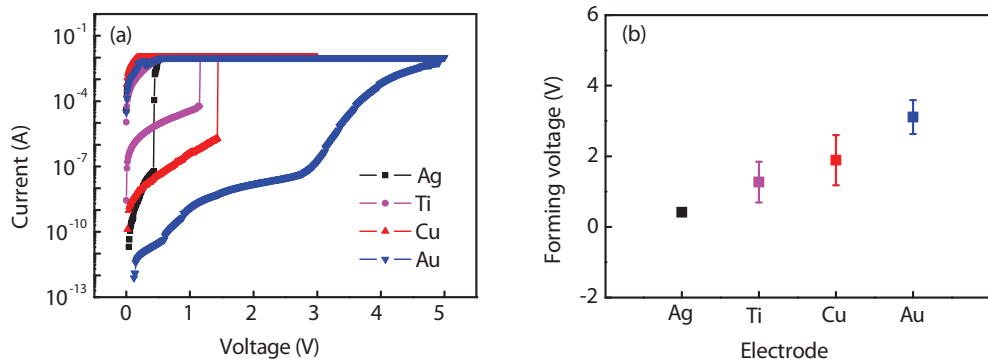 (a)
Current (A)
10-1
10-4
10-7
10-10
10-13
Ag
Ti
Cu
Au
0 1 2 3 4 5
Voltage (V)
(b)
Forming voltage (V)
6
4
2
0
-2
Ag Ti Cu Au
Electrode